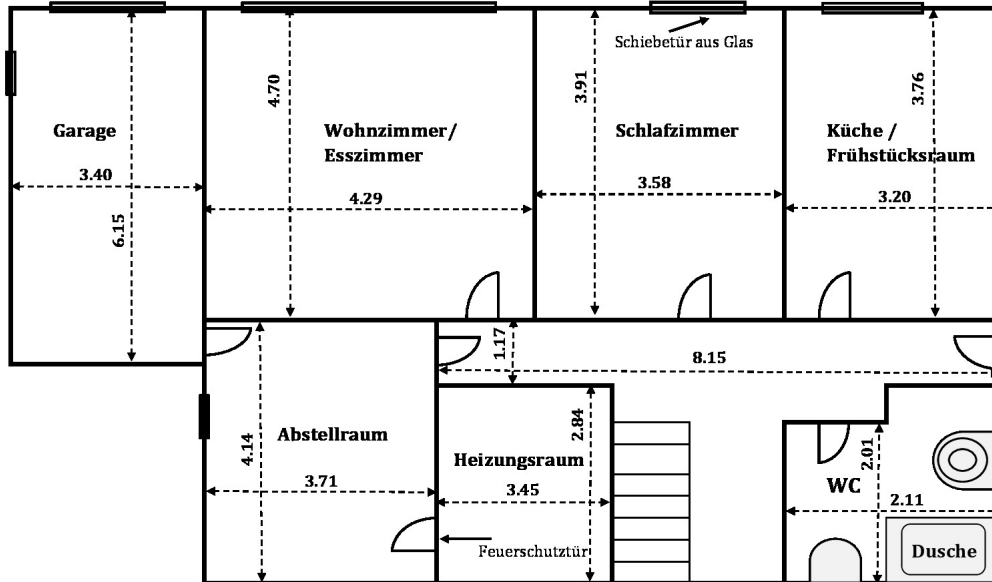 Schiebetür aus Glas
4.70
3.91
3.76
Garage
Wohnzimmer/
Esszimmer
Schlafzimmer
Küche /
Frühstücksraum
3.40
4.29
3.58
3.20
6.15
1.17
8.15
4.14
Abstellraum
2.84
Heizungsraum
2.01
3.71
3.45
WC
2.11
Feuerschutztür
Dusche